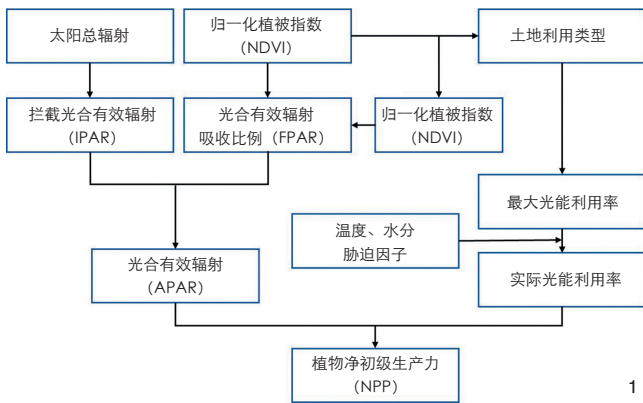 太阳总辐射
归一化植被指数
(NDVI)
土地利用类型
拦截光合有效辐射
(IPAR)
光合有效辐射
吸收比例（FPAR）
归一化植被指数
(NDVI)
最大光能利用率
温度、水分
胁迫因子
光合有效辐射
(APAR)
实际光能利用率
植物净初级生产力
(NPP)
1